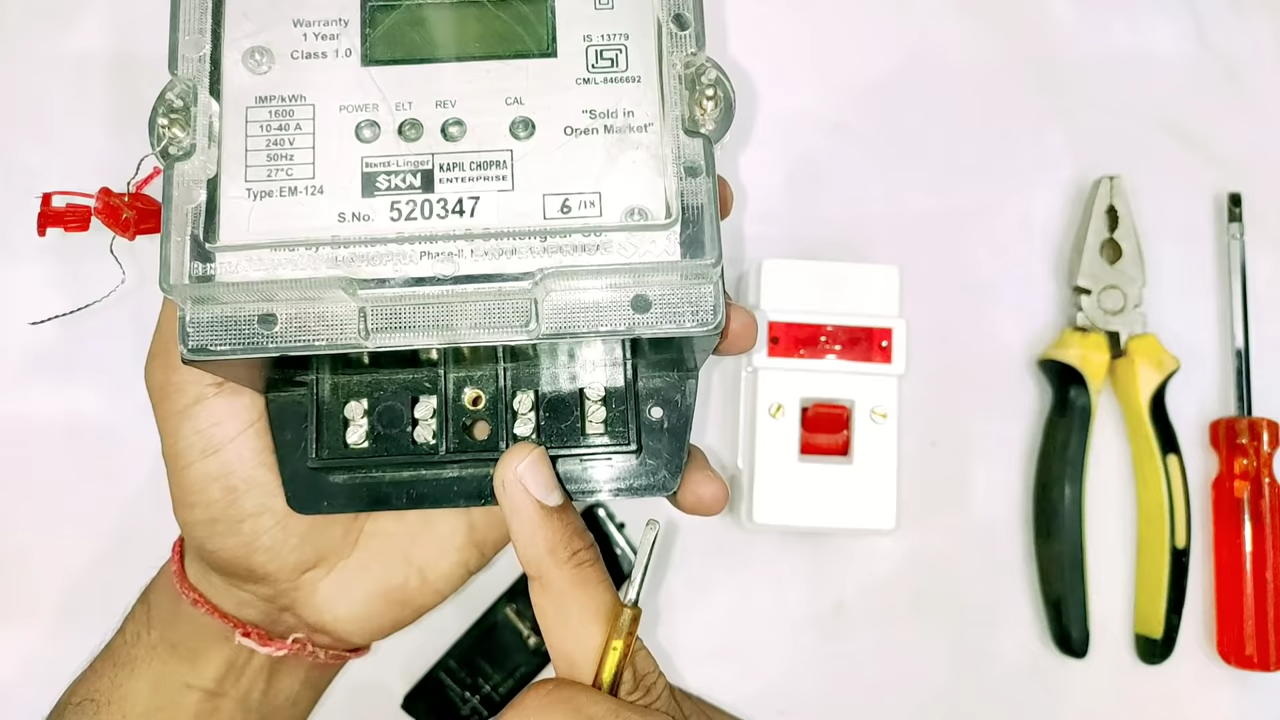 Warranty
1 Year
Class 1.0
IS :13779
ISI
CM/L-8466692
IMP/kWh
1600
10-40 A
240 V
50Hz
27°C
Type:EM-124
POWER
ELT
REV
CAL
"Sold in
Open Market"
BENTEX-Linger
SKN
KAPIL CHOPRA
ENTERPRISE
S.No. 520347
6 /18
Phase-II,